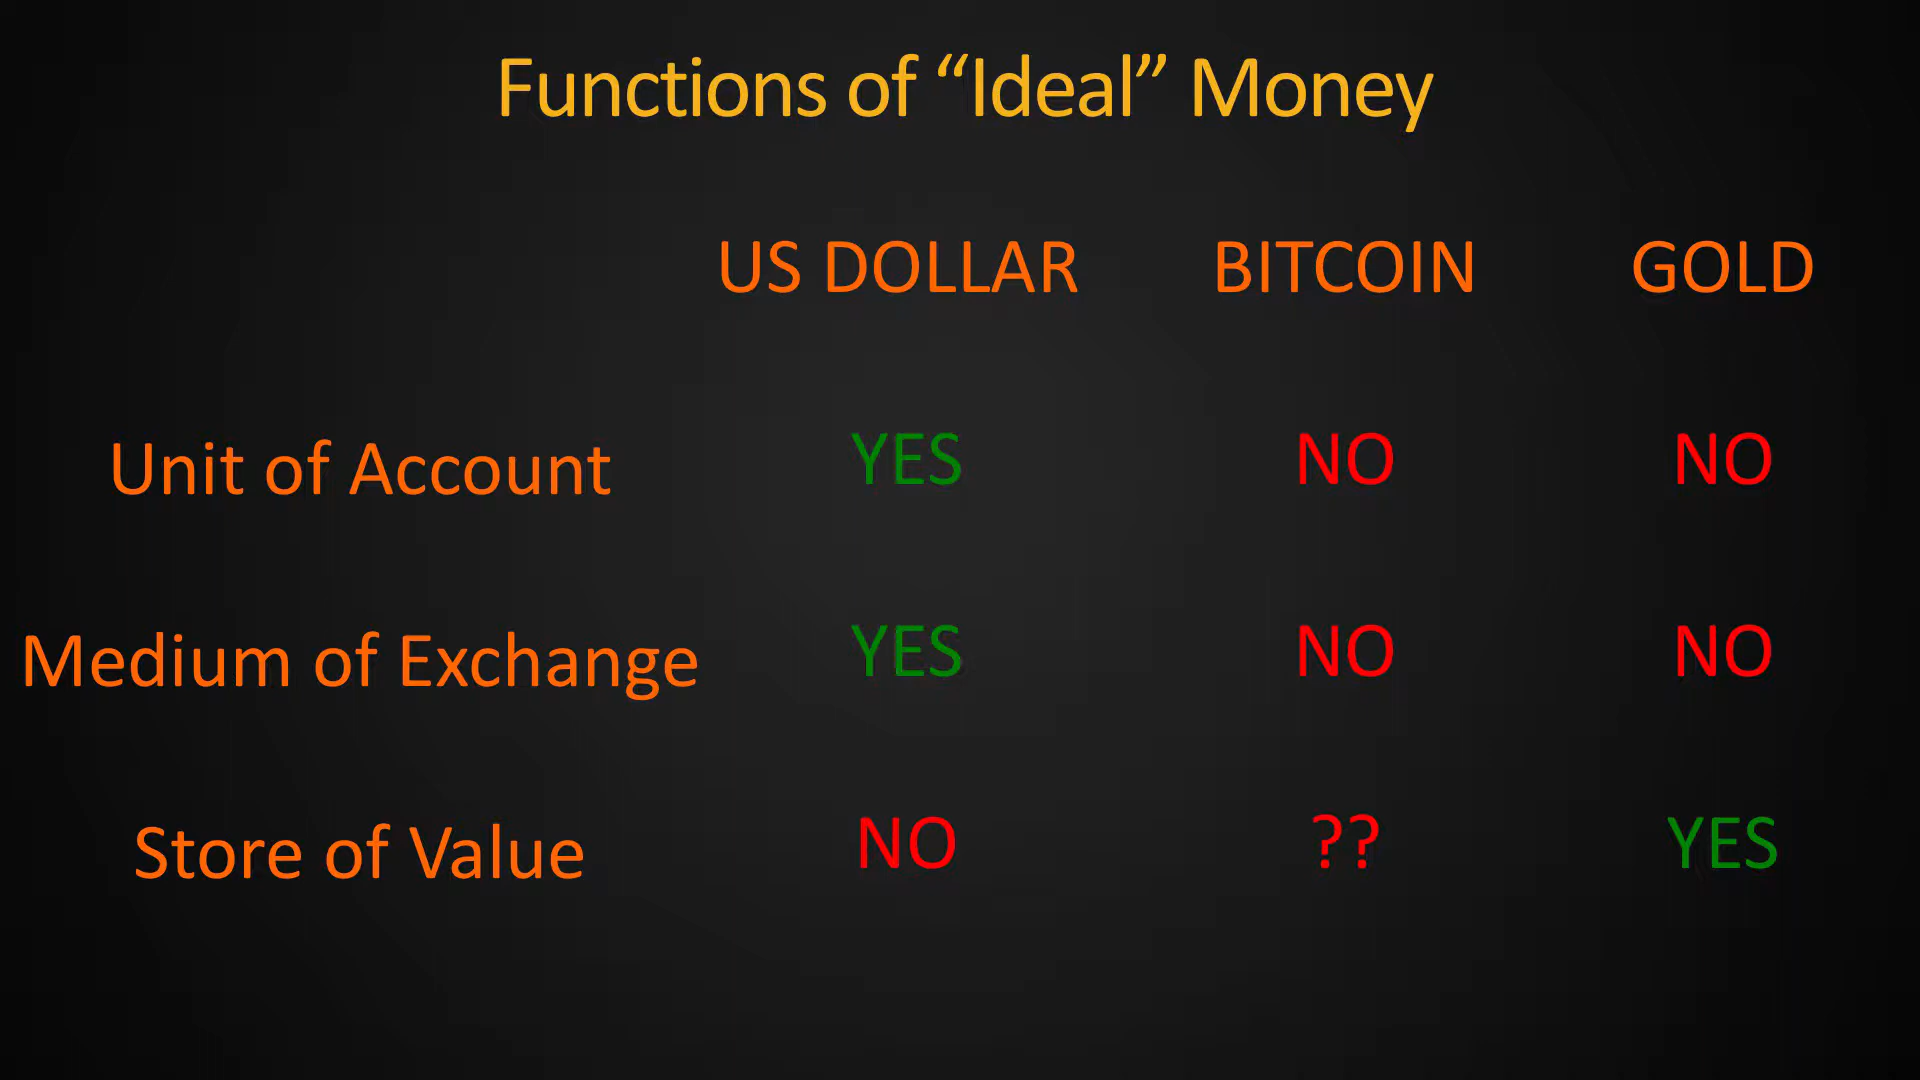 Functions of “Ideal” Money
US DOLLAR BITCOIN GOLD
Unit of Account YES NO NO
Medium of Exchange YES NO NO
Store of Value NO ?? YES